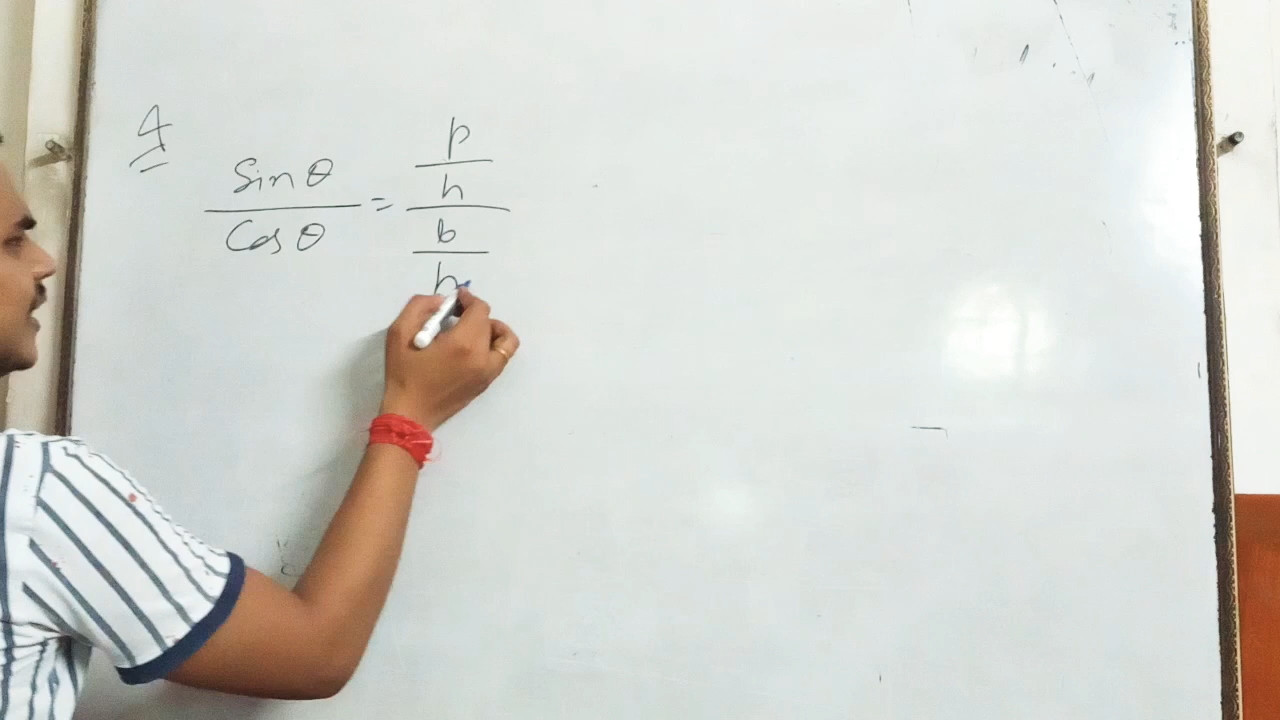 4
sin θ / cos θ = (p / h) / (b / h)